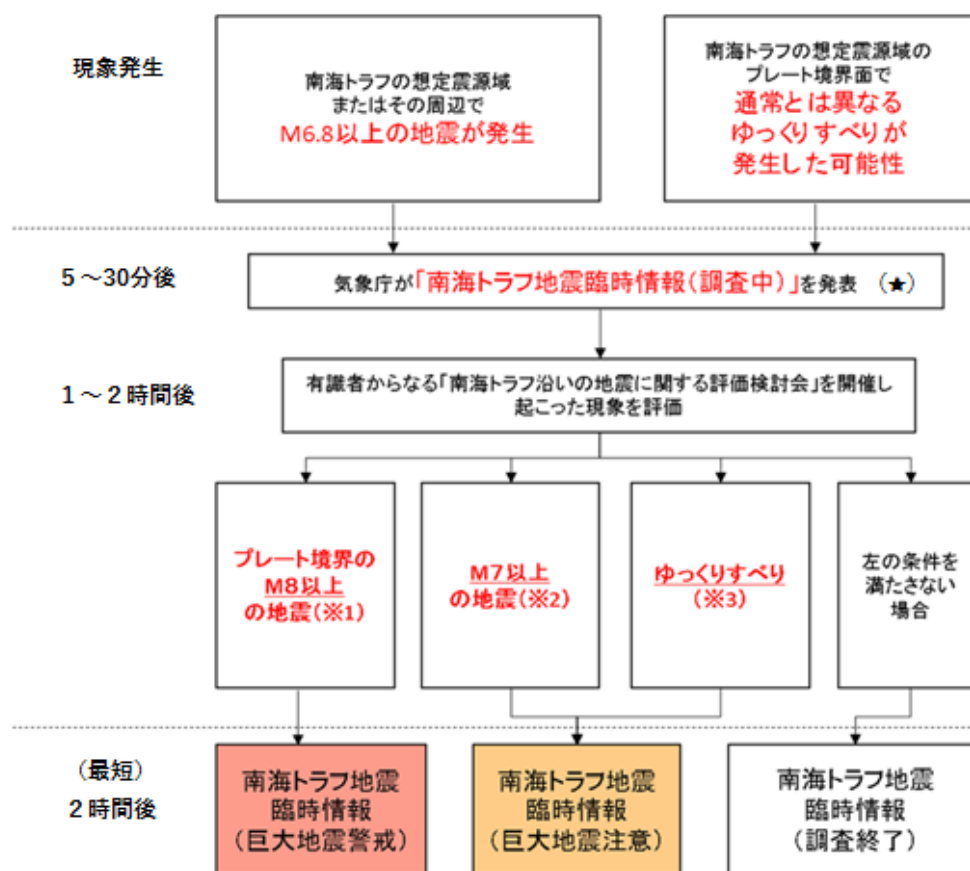 現象発生
南海トラフの想定震源域
またはその周辺で
M6.8以上の地震が発生
南海トラフの想定震源域の
プレート境界面で
通常とは異なる
ゆっくりすべりが
発生した可能性
5～30分後
気象庁が「南海トラフ地震臨時情報(調査中)」を発表 (★)
1～2時間後
有識者からなる「南海トラフ沿いの地震に関する評価検討会」を開催し
起こった現象を評価
プレート境界の
M8以上
の地震(※1)
M7以上
の地震(※2)
ゆっくりすべり
(※3)
左の条件を
満たさない
場合
(最短)
2時間後
南海トラフ地震
臨時情報
(巨大地震警戒)
南海トラフ地震
臨時情報
(巨大地震注意)
南海トラフ地震
臨時情報
(調査終了)